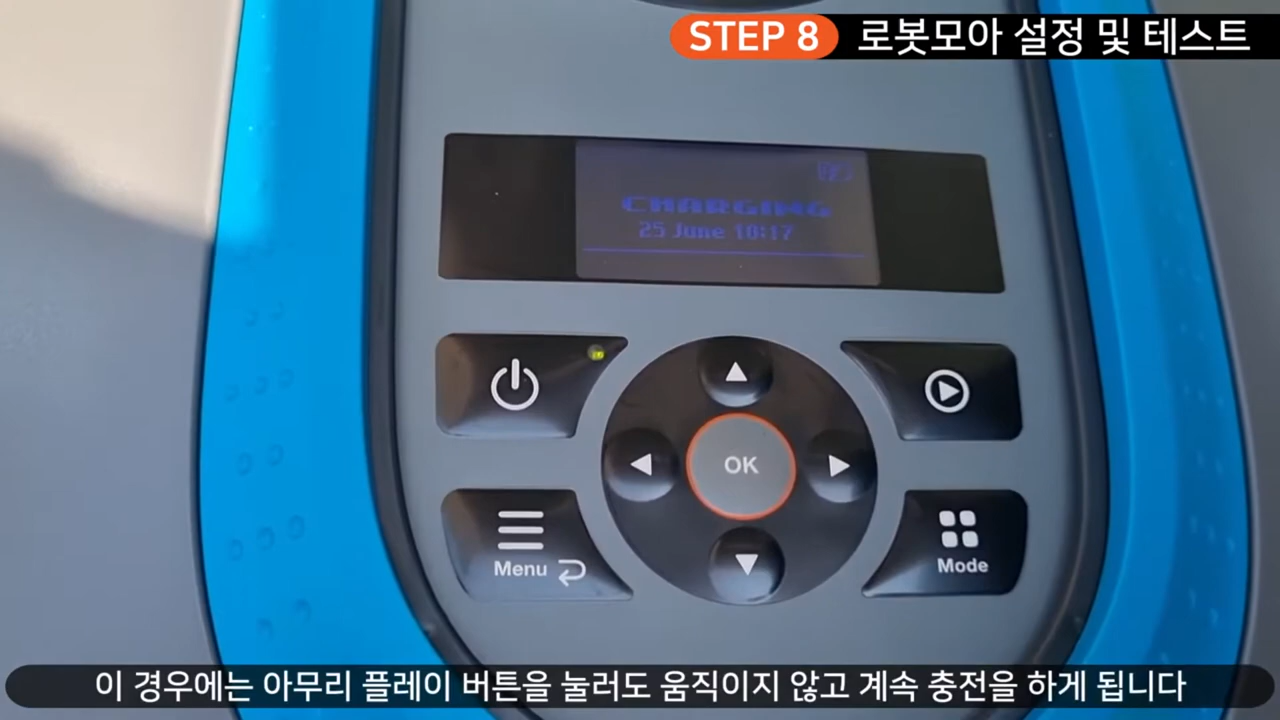 STEP 8 로봇모아 설정 및 테스트
CHARGING
25 June 10:17
OK
Menu
Mode
이 경우에는 아무리 플레이 버튼을 눌러도 움직이지 않고 계속 충전을 하게 됩니다